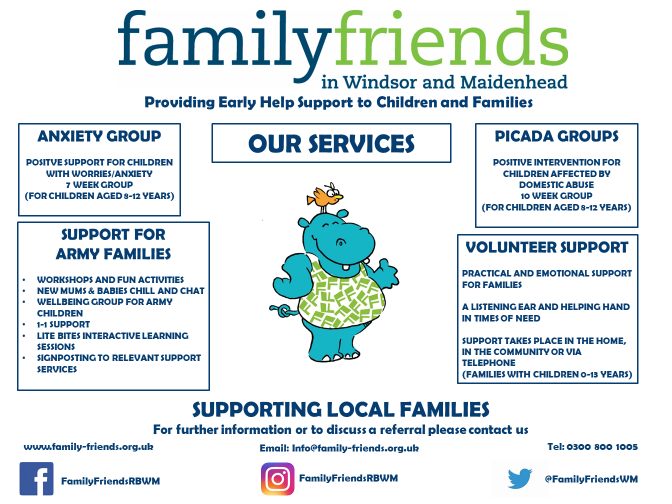 familyfriends
in Windsor and Maidenhead
Providing Early Help Support to Children and Families
ANXIETY GROUP
POSITVE SUPPORT FOR CHILDREN
WITH WORRIES/ANXIETY
7 WEEK GROUP
(FOR CHILDREN AGED 8-12 YEARS)
OUR SERVICES
PICADA GROUPS
POSITIVE INTERVENTION FOR
CHILDREN AFFECTED BY
DOMESTIC ABUSE
10 WEEK GROUP
(FOR CHILDREN AGED 8-12 YEARS)
SUPPORT FOR
ARMY FAMILIES
• WORKSHOPS AND FUN ACTIVITIES
• NEW MUMS & BABIES CHILL AND CHAT
• WELLBEING GROUP FOR ARMY
CHILDREN
• 1-1 SUPPORT
• LITE BITES INTERACTIVE LEARNING
SESSIONS
• SIGNPOSTING TO RELEVANT SUPPORT
SERVICES
VOLUNTEER SUPPORT
PRACTICAL AND EMOTIONAL SUPPORT
FOR FAMILIES
A LISTENING EAR AND HELPING HAND
IN TIMES OF NEED
SUPPORT TAKES PLACE IN THE HOME,
IN THE COMMUNITY OR VIA
TELEPHONE
(FAMILIES WITH CHILDREN 0-13 YEARS)
SUPPORTING LOCAL FAMILIES
For further information or to discuss a referral please contact us
www.family-friends.org.uk
Email: Info@family-friends.org.uk
Tel: 0300 800 1005
FamilyFriendsRBWM
FamilyFriendsRBWM
@FamilyFriendsWM